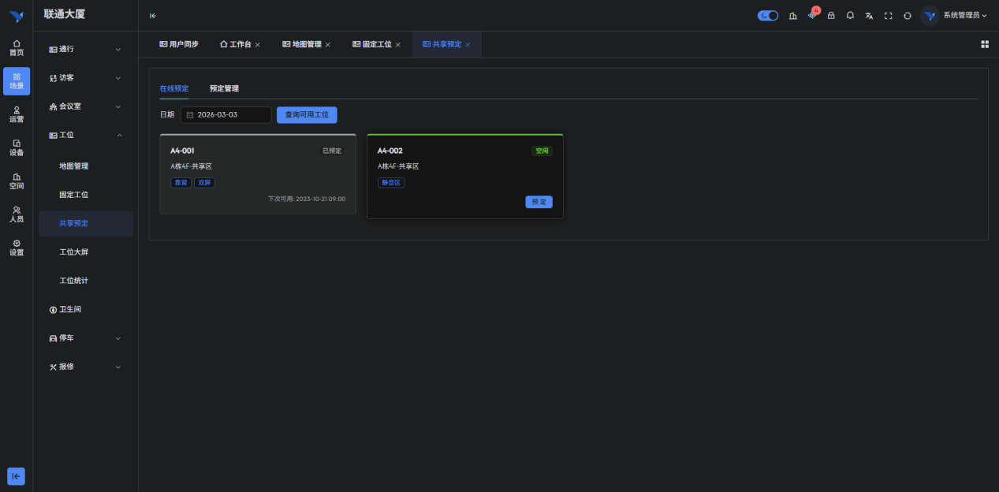 联通大厦
4
系统管理员
首页
场景
运营
设备
空间
人员
设置
通行
访客
会议室
工位
地图管理
固定工位
共享预定
工位大屏
工位统计
卫生间
停车
报修
用户同步
工作台
地图管理
固定工位
共享预定
在线预定
预定管理
日期
2026-03-03
查询可用工位
A4-001
已预定
A栋4F-共享区
靠窗
双屏
下次可用: 2023-10-21 09:00
A4-002
空闲
A栋4F-共享区
静音区
预 定